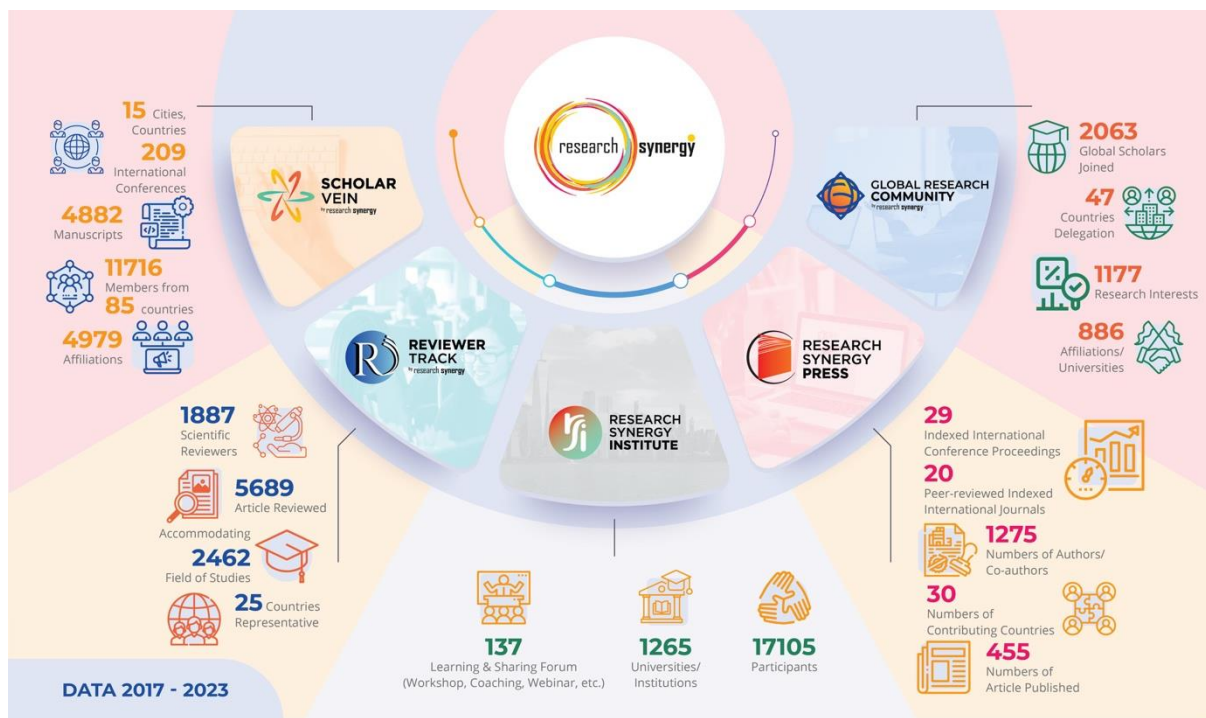 research synergy
15 Cities,
Countries
209
International
Conferences
4882
Manuscripts
11716
Members from
85 countries
4979
Affiliations
SCHOLAR
VEIN
by research synergy
REVIEWER
TRACK
by research synergy
1887
Scientific
Reviewers
5689
Article Reviewed
Accommodating
2462
Field of Studies
25 Countries
Representative
rsi
RESEARCH
SYNERGY
INSTITUTE
137
Learning & Sharing Forum
(Workshop, Coaching, Webinar, etc.)
1265
Universities/
Institutions
17105
Participants
RESEARCH
SYNERGY
PRESS
29
Indexed International
Conference Proceedings
20
Peer-reviewed Indexed
International Journals
1275
Numbers of Authors/
Co-authors
30
Numbers of
Contributing Countries
455
Numbers of
Article Published
GLOBAL RESEARCH
COMMUNITY
by research synergy
2063
Global Scholars
Joined
47
Countries
Delegation
1177
Research Interests
886
Affiliations/
Universities
DATA 2017 - 2023